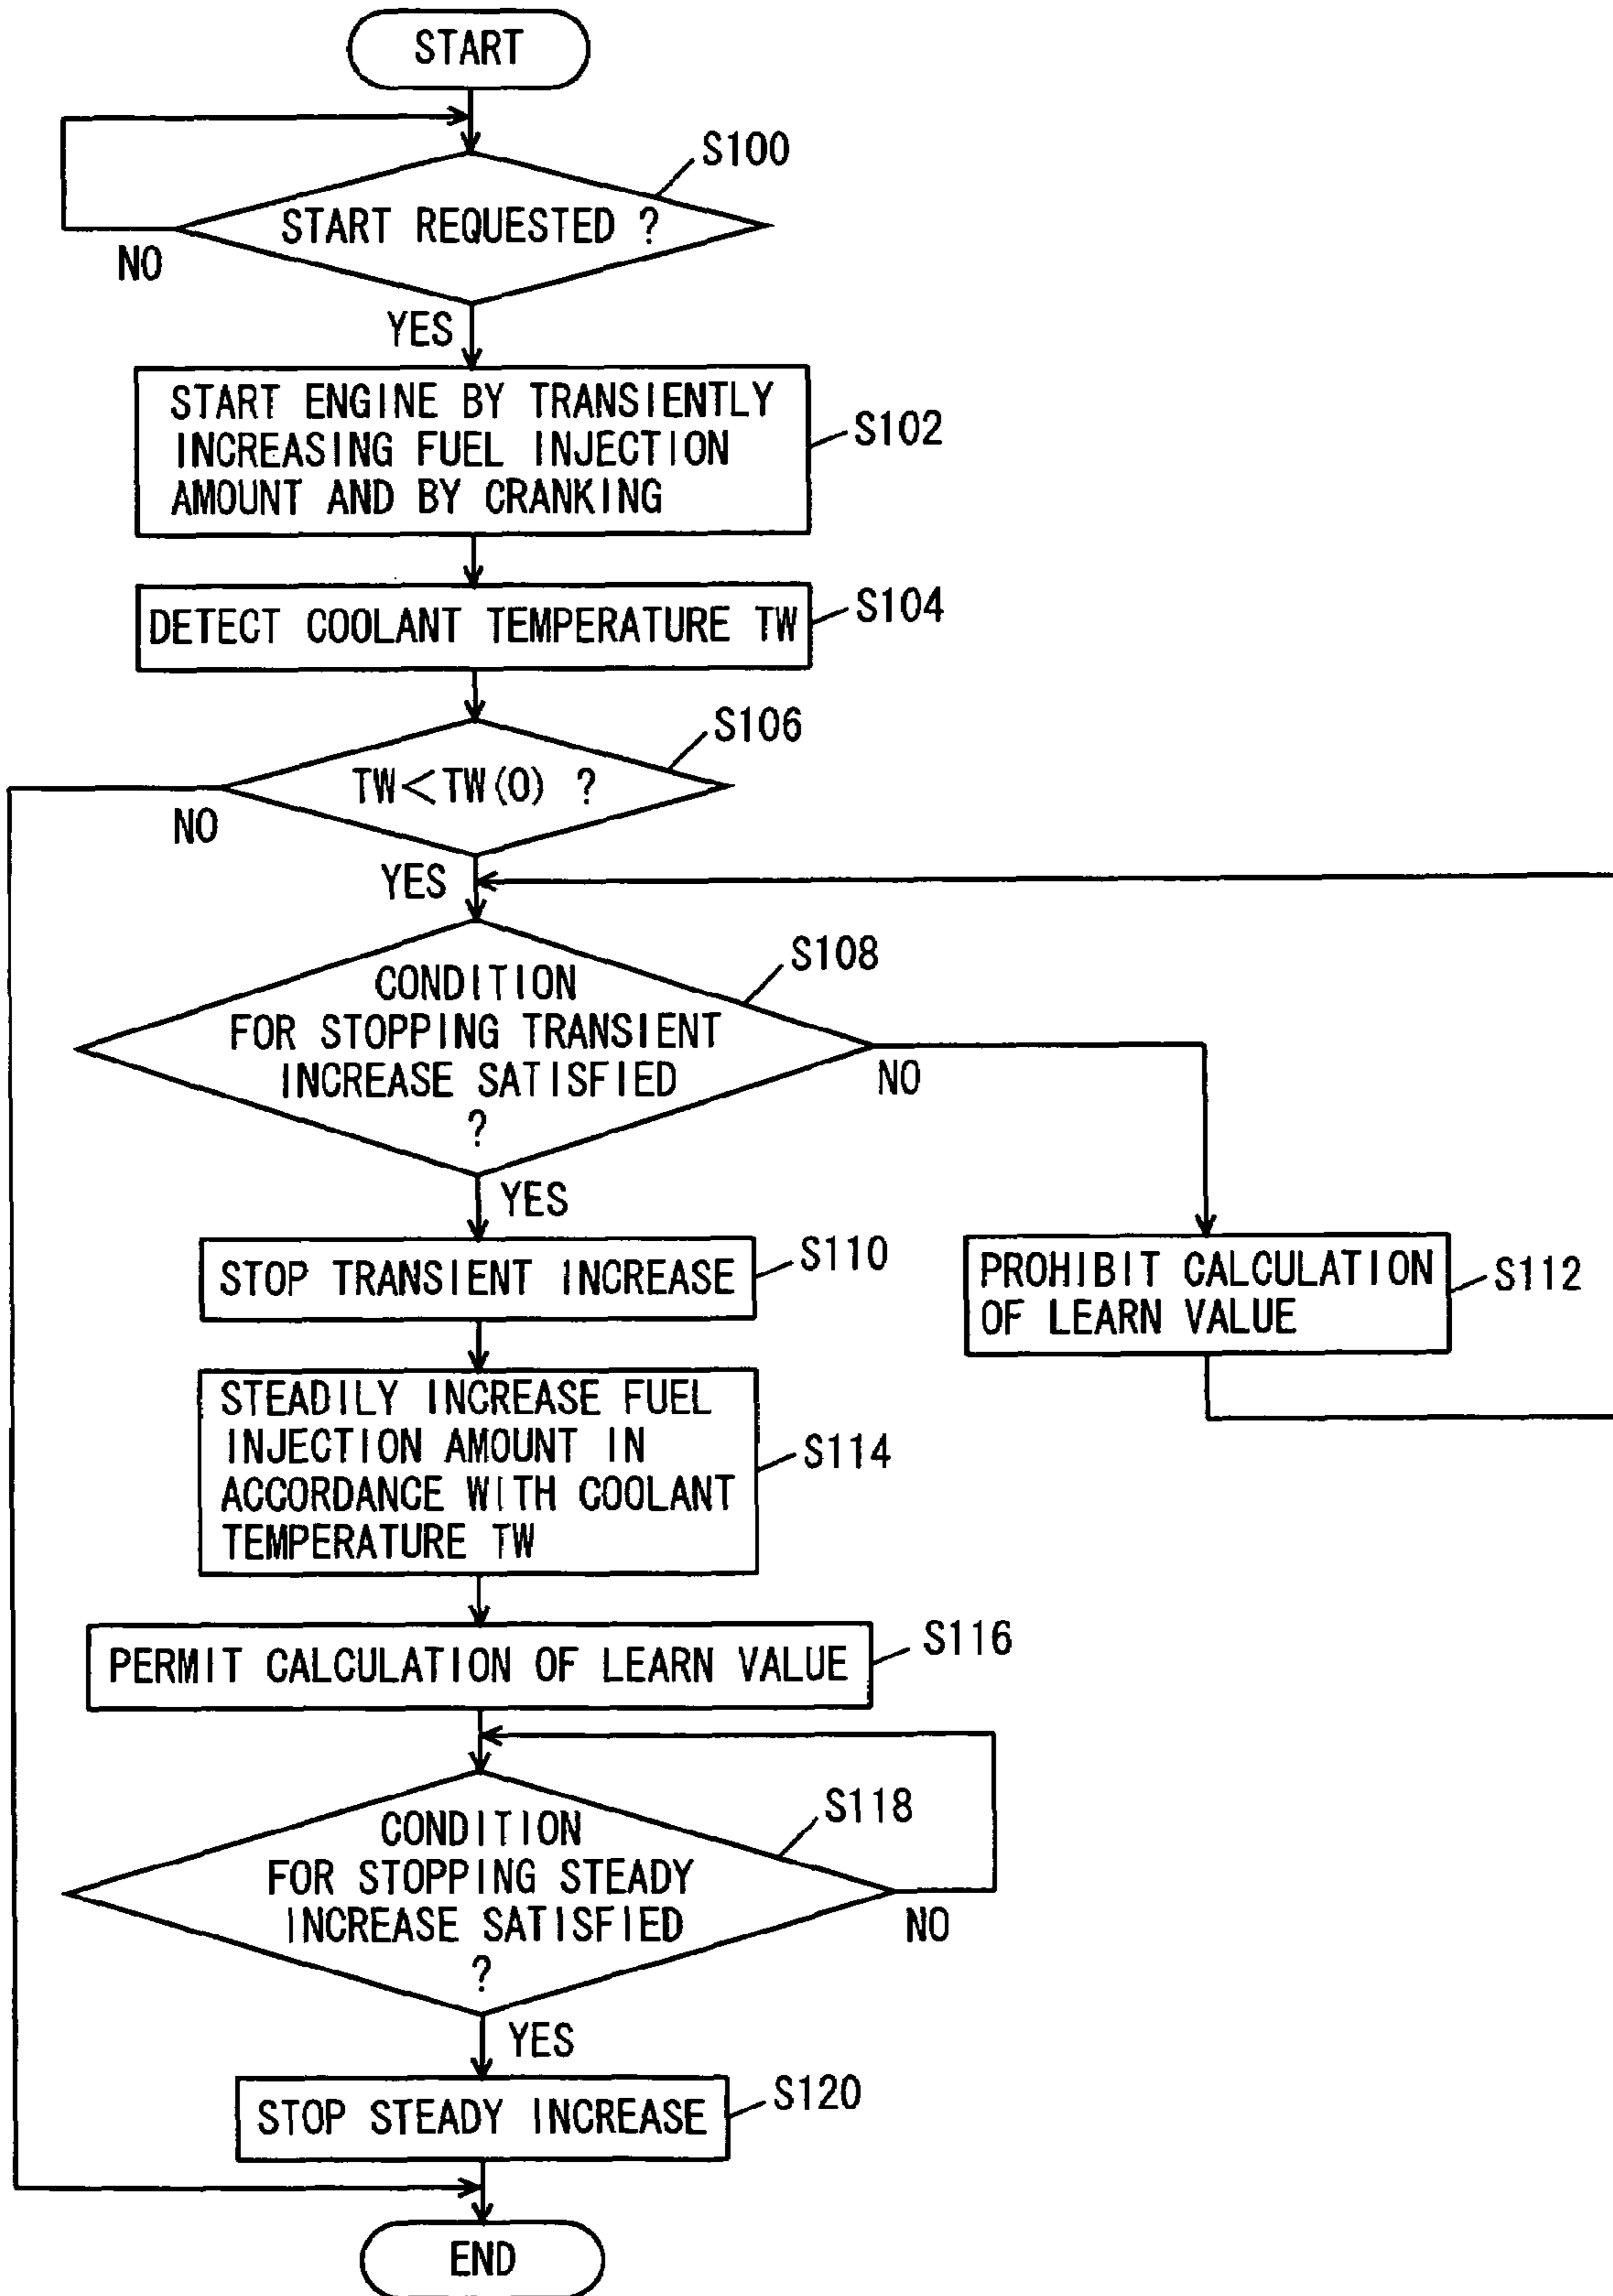 START
S100
START REQUESTED ?
NO
YES
START ENGINE BY TRANSIENTLY
INCREASING FUEL INJECTION
AMOUNT AND BY CRANKING
S102
DETECT COOLANT TEMPERATURE TW
S104
S106
TW<TW(0) ?
NO
YES
S108
CONDITION
FOR STOPPING TRANSIENT
INCREASE SATISFIED
?
NO
YES
STOP TRANSIENT INCREASE
S110
PROHIBIT CALCULATION
OF LEARN VALUE
S112
STEADILY INCREASE FUEL
INJECTION AMOUNT IN
ACCORDANCE WITH COOLANT
TEMPERATURE TW
S114
PERMIT CALCULATION OF LEARN VALUE
S116
S118
CONDITION
FOR STOPPING STEADY
INCREASE SATISFIED
?
NO
YES
STOP STEADY INCREASE
S120
END